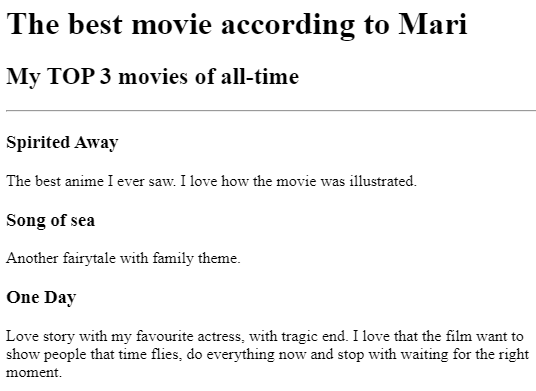 The best movie according to Mari
My TOP 3 movies of all-time
Spirited Away
The best anime I ever saw. I love how the movie was illustrated.
Song of sea
Another fairytale with family theme.
One Day
Love story with my favourite actress, with tragic end. I love that the film want to
show people that time flies, do everything now and stop with waiting for the right
moment.